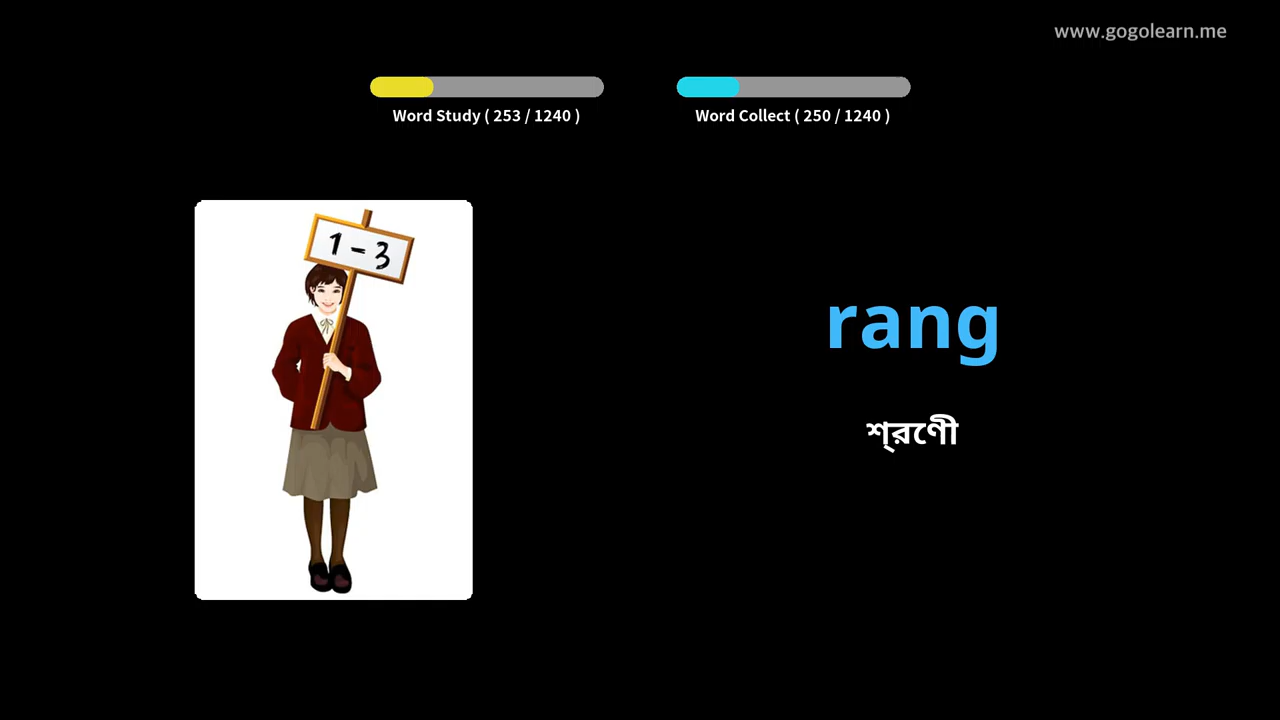 www.gogolearn.me
Word Study ( 253 / 1240 )
Word Collect ( 250 / 1240 )
1 - 3
rang
শ্রেণী